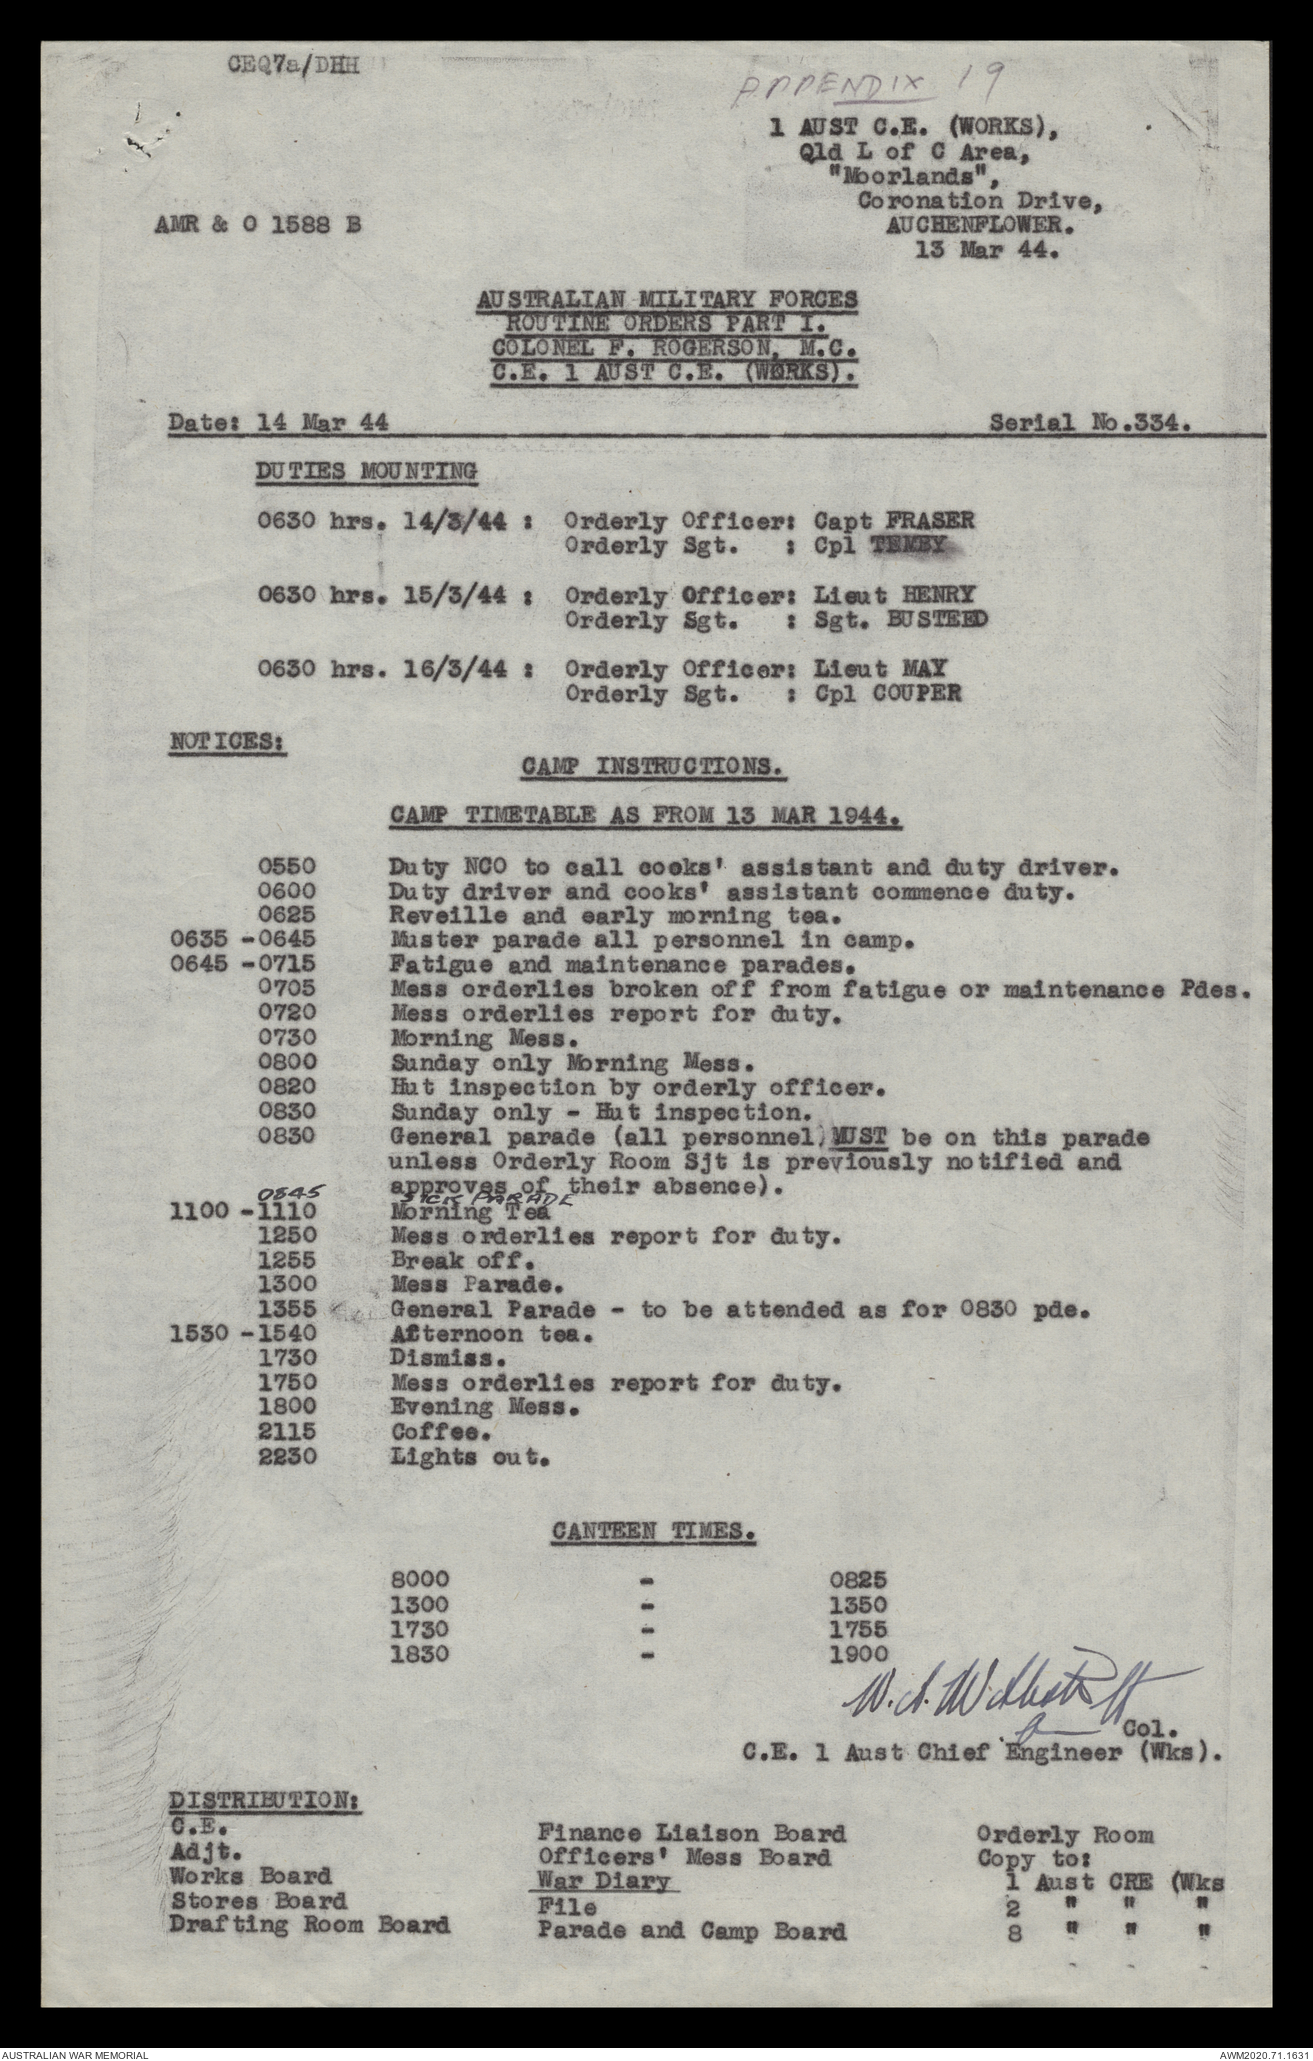 CEQ7a/DHH
APPENDIX 19
1 AUST C.E. (WORKS),
Qld L of C Area,
"Moorlands",
Coronation Drive,
AMR & O 1588 B
AUCHENFLOWER.
13 Mar 44.
AUSTRALIAN MILITARY FORCES
ROUTINE ORDERS PART I.
COLONEL F. ROGERSON, M.C.
C.E. 1 AUST C.E. (WORKS).
Date: 14 Mar 44 Serial No.334.
DUTIES MOUNTING
0630 hrs. 14/3/44 : Orderly Officer: Capt FRASER
Orderly Sgt. : Cpl TEMBY
0630 hrs. 15/3/44 : Orderly Officer: Lieut HENRY
Orderly Sgt. : Sgt. BUSTEED
0630 hrs. 16/3/44 : Orderly Officer: Lieut MAY
Orderly Sgt. : Cpl COUPER
NOTICES:
CAMP INSTRUCTIONS.
CAMP TIMETABLE AS FROM 13 MAR 1944.
0550 Duty NCO to call cooks' assistant and duty driver.
0600 Duty driver and cooks' assistant commence duty.
0625 Reveille and early morning tea.
0635 -0645 Muster parade all personnel in camp.
0645 -0715 Fatigue and maintenance parades.
0705 Mess orderlies broken off from fatigue or maintenance Pdes.
0720 Mess orderlies report for duty.
0730 Morning Mess.
0800 Sunday only Morning Mess.
0820 Hut inspection by orderly officer.
0830 Sunday only - Hut inspection.
0830 General parade (all personnel MUST be on this parade
unless Orderly Room Sjt is previously notified and
approves of their absence).
0845 SICK PARADE
1100 -1110 Morning Tea
1250 Mess orderlies report for duty.
1255 Break off.
1300 Mess Parade.
1355 General Parade - to be attended as for 0830 pde.
1530 -1540 Afternoon tea.
1730 Dismiss.
1750 Mess orderlies report for duty.
1800 Evening Mess.
2115 Coffee.
2230 Lights out.
CANTEEN TIMES.
8000 - 0825
1300 - 1350
1730 - 1755
1830 - 1900
Col.
C.E. 1 Aust Chief Engineer (Wks).
DISTRIBUTION:
C.E.
Adjt.
Works Board
Stores Board
Drafting Room Board
Finance Liaison Board
Officers' Mess Board
War Diary
File
Parade and Camp Board
Orderly Room
Copy to:
1 Aust CRE (Wks
2 " " "
8 " " "
AUSTRALIAN WAR MEMORIAL AWM2020.71.1631